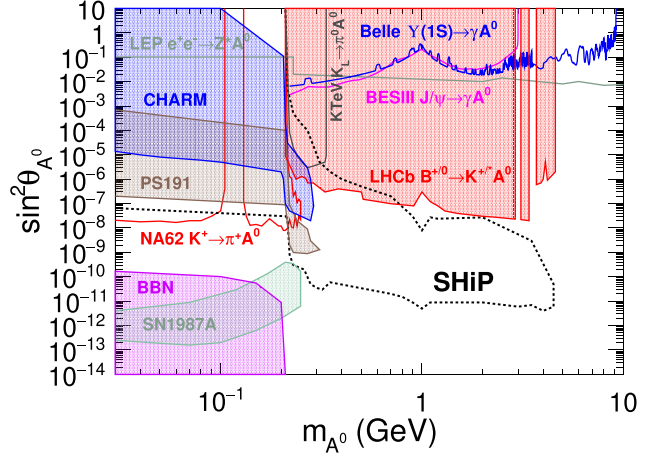 10
1
10⁻¹
10⁻²
10⁻³
10⁻⁴
10⁻⁵
10⁻⁶
10⁻⁷
10⁻⁸
10⁻⁹
10⁻¹⁰
10⁻¹¹
10⁻¹²
10⁻¹³
10⁻¹⁴
sin²θ_A⁰
LEP e⁺e⁻→Z*A⁰
KTeV K_L→π⁰A⁰
Belle ϒ(1S)→γA⁰
CHARM
BESIII J/ψ→γA⁰
PS191
LHCb B⁺ᐟ⁰→K⁺ᐟ*A⁰
NA62 K⁺→π⁺A⁰
BBN
SHiP
SN1987A
10⁻¹ 1 10
m_A⁰ (GeV)